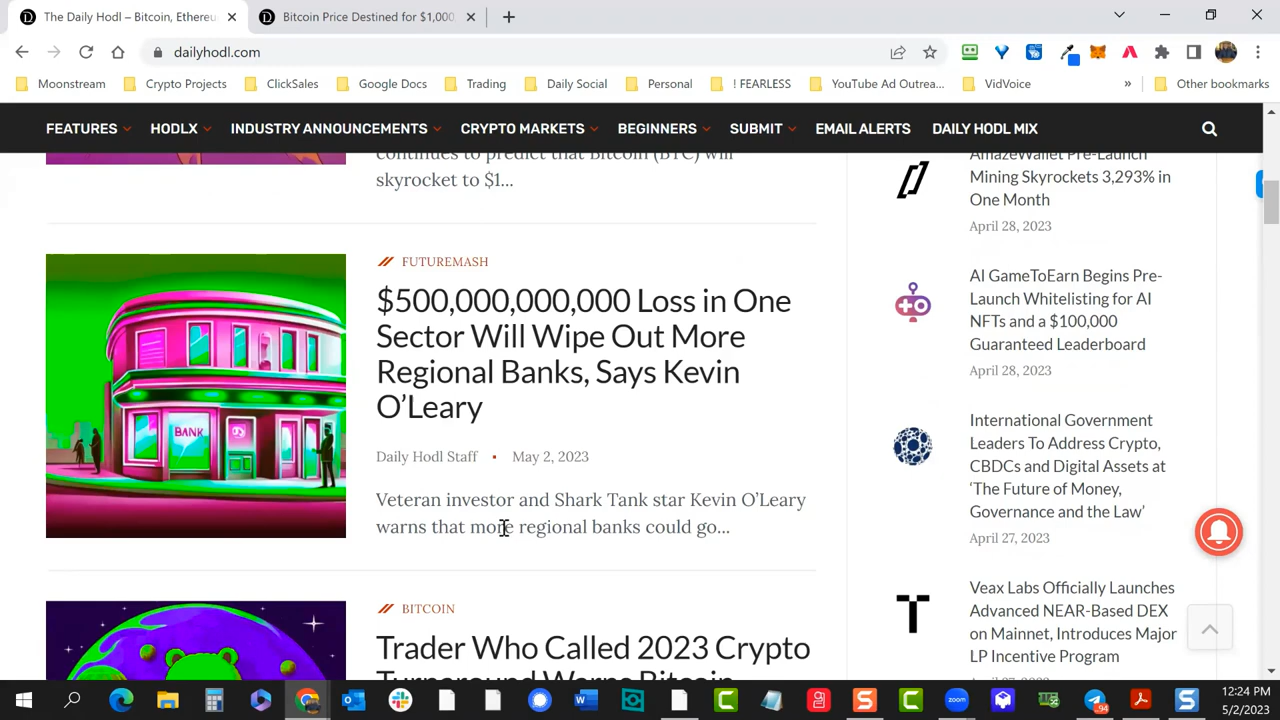 The Daily Hodl – Bitcoin, Ethereu
Bitcoin Price Destined for $1,000,
dailyhodl.com
Moonstream
Crypto Projects
ClickSales
Google Docs
Trading
Daily Social
Personal
! FEARLESS
YouTube Ad Outrea...
VidVoice
»
Other bookmarks
FEATURES
HODLX
INDUSTRY ANNOUNCEMENTS
CRYPTO MARKETS
BEGINNERS
SUBMIT
EMAIL ALERTS
DAILY HODL MIX
continues to predict that Bitcoin (BTC) will
skyrocket to $1...
FUTUREMASH
$500,000,000,000 Loss in One
Sector Will Wipe Out More
Regional Banks, Says Kevin
O’Leary
Daily Hodl Staff
May 2, 2023
Veteran investor and Shark Tank star Kevin O’Leary
warns that more regional banks could go...
BANK
BITCOIN
Trader Who Called 2023 Crypto
Turnaround Warns Bitcoin
AmazeWallet Pre-Launch
Mining Skyrockets 3,293% in
One Month
April 28, 2023
AI GameToEarn Begins Pre-
Launch Whitelisting for AI
NFTs and a $100,000
Guaranteed Leaderboard
April 28, 2023
International Government
Leaders To Address Crypto,
CBDCs and Digital Assets at
‘The Future of Money,
Governance and the Law’
April 27, 2023
Veax Labs Officially Launches
Advanced NEAR-Based DEX
on Mainnet, Introduces Major
LP Incentive Program
April 27, 2023
94
12:24 PM
5/2/2023